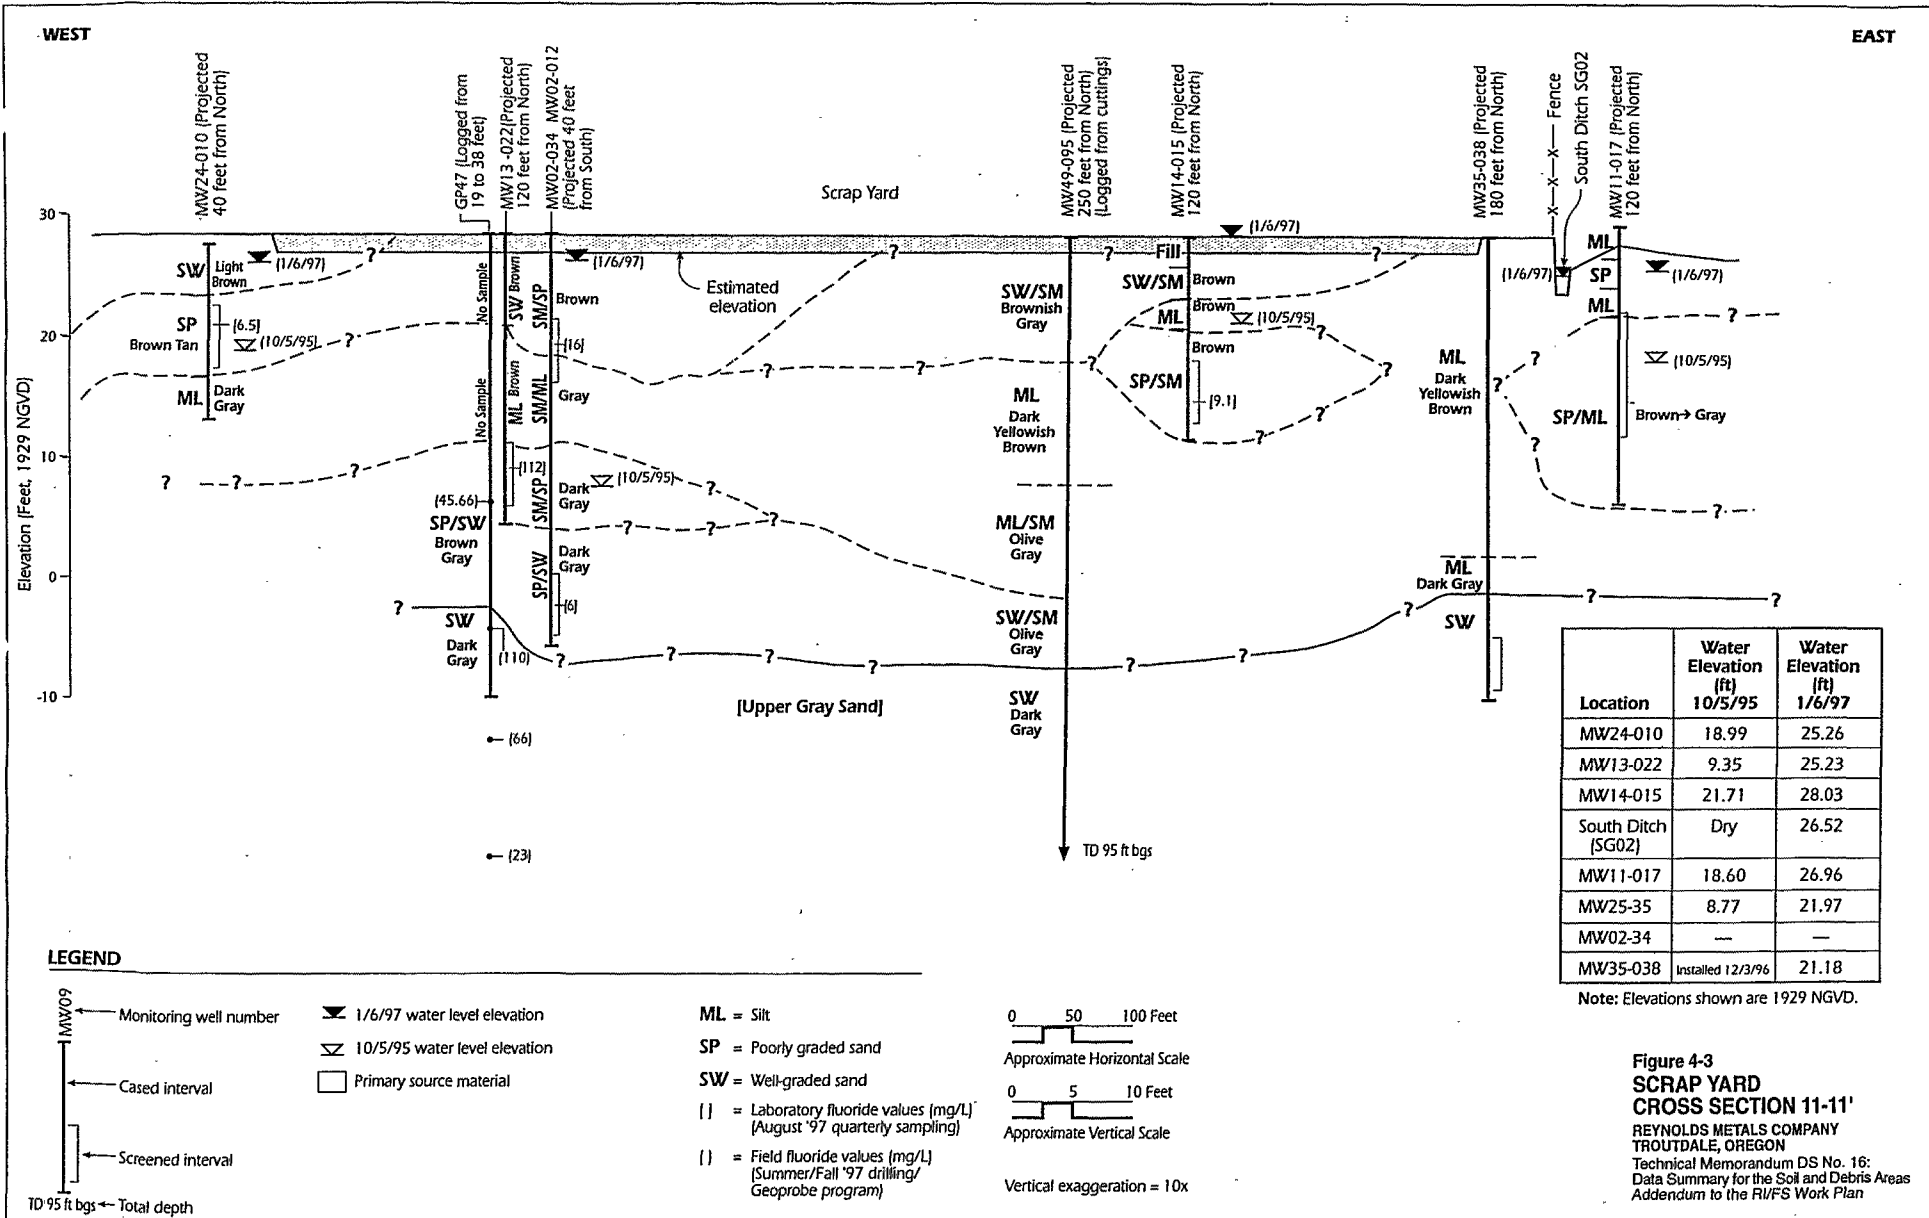 WEST
EAST
MW24-010 (Projected
40 feet from North)
GP47 (Logged from
19 to 38 feet)
MW13-022(Projected
120 feet from North)
MW02-034 MW02-012
(Projected 40 feet
from South)
Scrap Yard
MW49-095 (Projected
250 feet from North)
(Logged from cuttings)
MW14-015 (Projected
120 feet from North)
MW35-038 (Projected
180 feet from North)
—x—x—x— Fence
South Ditch SG02
MW11-017 (Projected
120 feet from North)
Elevation (Feet, 1929 NGVD)
30
20
10
0
-10
SW
Light
Brown
(1/6/97)
SP
Brown Tan
[6.5]
(10/5/95)
ML
Dark
Gray
No Sample
No Sample
SW Brown
ML Brown
[112]
(45.66)
SP/SW
Brown
Gray
SW
Dark
Gray
(110)
(66)
(23)
(1/6/97)
SM/SP
Brown
[16]
SM/ML
Gray
SM/SP
Dark
Gray
(10/5/95)
SP/SW
Dark
Gray
[6]
Estimated
elevation
[Upper Gray Sand]
SW/SM
Brownish
Gray
ML
Dark
Yellowish
Brown
ML/SM
Olive
Gray
SW/SM
Olive
Gray
SW
Dark
Gray
TD 95 ft bgs
(1/6/97)
Fill
SW/SM
Brown
ML
Brown
(10/5/95)
Brown
SP/SM
[9.1]
ML
Dark
Yellowish
Brown
ML
Dark Gray
SW
(1/6/97)
ML
SP
(1/6/97)
ML
(10/5/95)
SP/ML
Brown→ Gray
? ? ? ? ? ? ? ? ? ? ? ? ? ? ? ? ? ? ? ? ? ? ? ? ? ? ? ? ? ? ? ? ? ? ? ? ? ?
Location
Water
Elevation
(ft)
10/5/95
Water
Elevation
(ft)
1/6/97
MW24-010 18.99 25.26
MW13-022 9.35 25.23
MW14-015 21.71 28.03
South Ditch
(SG02) Dry 26.52
MW11-017 18.60 26.96
MW25-35 8.77 21.97
MW02-34 — —
MW35-038 Installed 12/3/96 21.18
Note: Elevations shown are 1929 NGVD.
LEGEND
MW09
Monitoring well number
Cased interval
Screened interval
TD 95 ft bgs
Total depth
1/6/97 water level elevation
10/5/95 water level elevation
Primary source material
ML = Silt
SP = Poorly graded sand
SW = Well-graded sand
[ ] = Laboratory fluoride values (mg/L)
(August '97 quarterly sampling)
( ) = Field fluoride values (mg/L)
(Summer/Fall '97 drilling/
Geoprobe program)
0 50 100 Feet
Approximate Horizontal Scale
0 5 10 Feet
Approximate Vertical Scale
Vertical exaggeration = 10x
Figure 4-3
SCRAP YARD
CROSS SECTION 11-11'
REYNOLDS METALS COMPANY
TROUTDALE, OREGON
Technical Memorandum DS No. 16:
Data Summary for the Soil and Debris Areas
Addendum to the RI/FS Work Plan